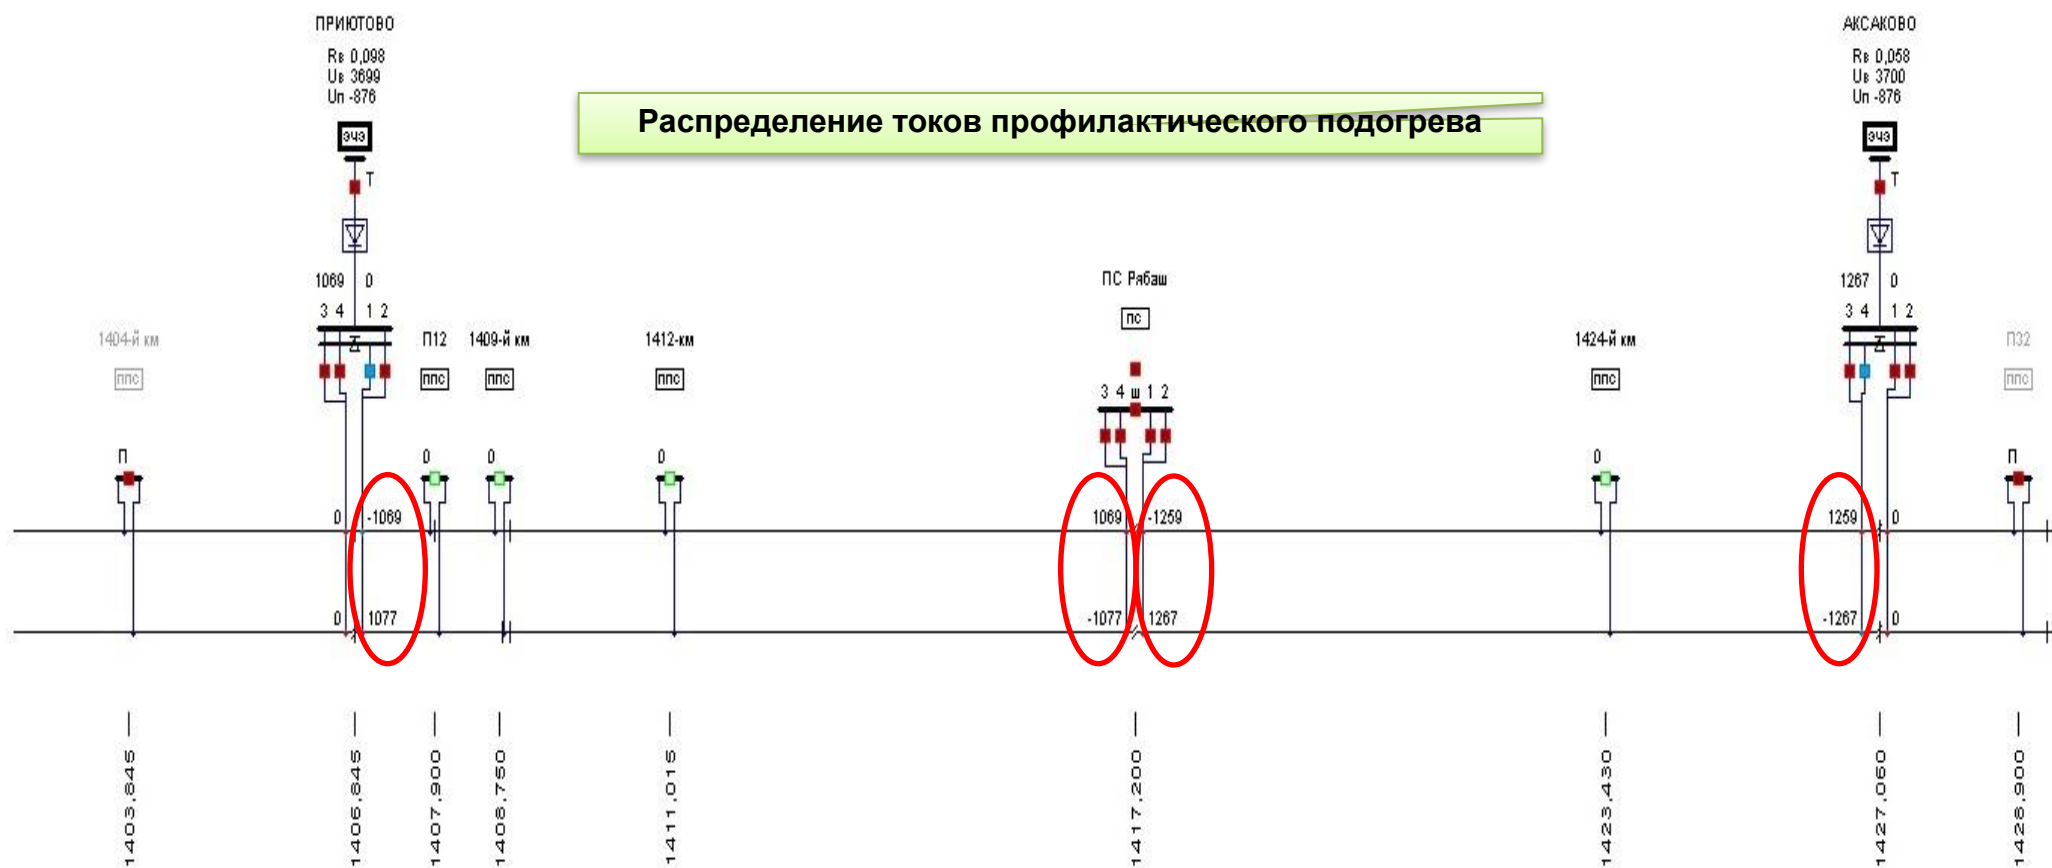 ПРИЮТОВО
Rв 0,098
Uв 3699
Uп -876
ЭЧЭ
Т
1069 0
3 4 1 2
АКСАКОВО
Rв 0,058
Uв 3700
Uп -876
ЭЧЭ
Т
1267 0
3 4 1 2
Распределение токов профилактического подогрева
ПС Рябаш
пс
3 4 ш 1 2
1404-й км
ппс
П
П12
ппс
0
1409-й км
ппс
0
1412-км
ппс
0
1424-й км
ппс
0
П32
ппс
П
0 -1069 1069 -1259 1259 0
0 1077 -1077 1267 -1267 0
1403,845
1406,845
1407,900
1408,750
1411,015
1417,200
1423,430
1427,060
1428,900